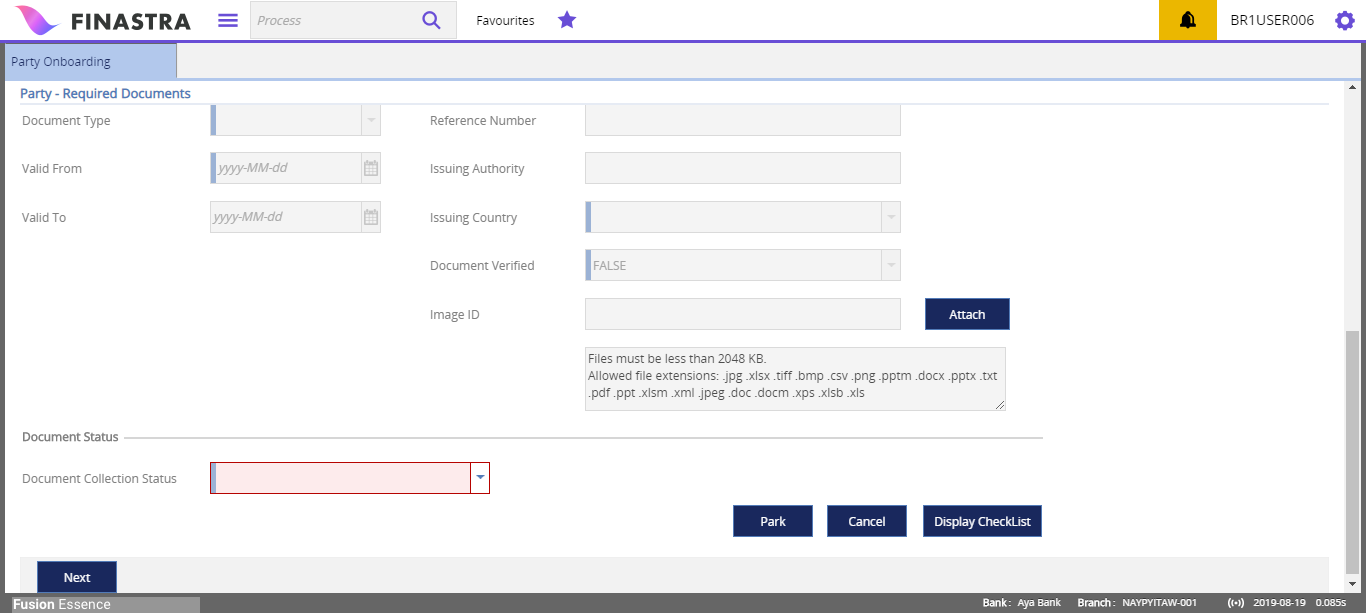 FINASTRA
Process
Favourites
BR1USER006
Party Onboarding
Party - Required Documents
Document Type
Reference Number
Valid From
yyyy-MM-dd
Issuing Authority
Valid To
yyyy-MM-dd
Issuing Country
Document Verified
FALSE
Image ID
Attach
Files must be less than 2048 KB.
Allowed file extensions: .jpg .xlsx .tiff .bmp .csv .png .pptm .docx .pptx .txt
.pdf .ppt .xlsm .xml .jpeg .doc .docm .xps .xlsb .xls
Document Status
Document Collection Status
Park
Cancel
Display CheckList
Next
Fusion Essence
Bank : Aya Bank
Branch : NAYPYITAW-001
2019-08-19
0.085s